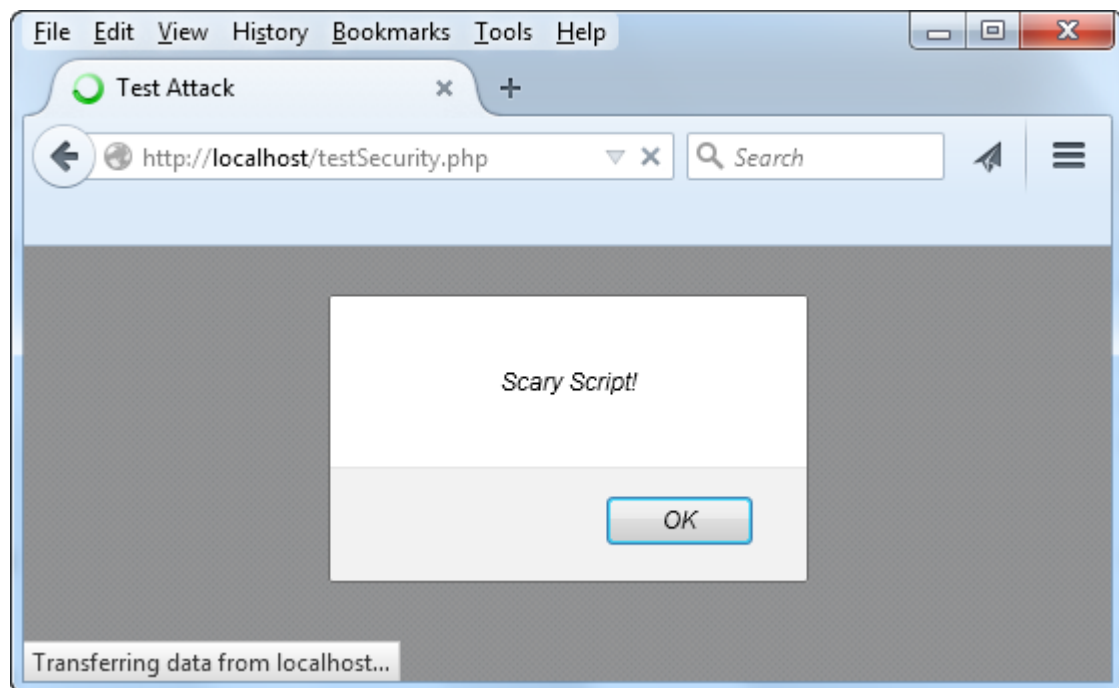 File Edit View History Bookmarks Tools Help
Test Attack
http://localhost/testSecurity.php
Search
Scary Script!
OK
Transferring data from localhost...